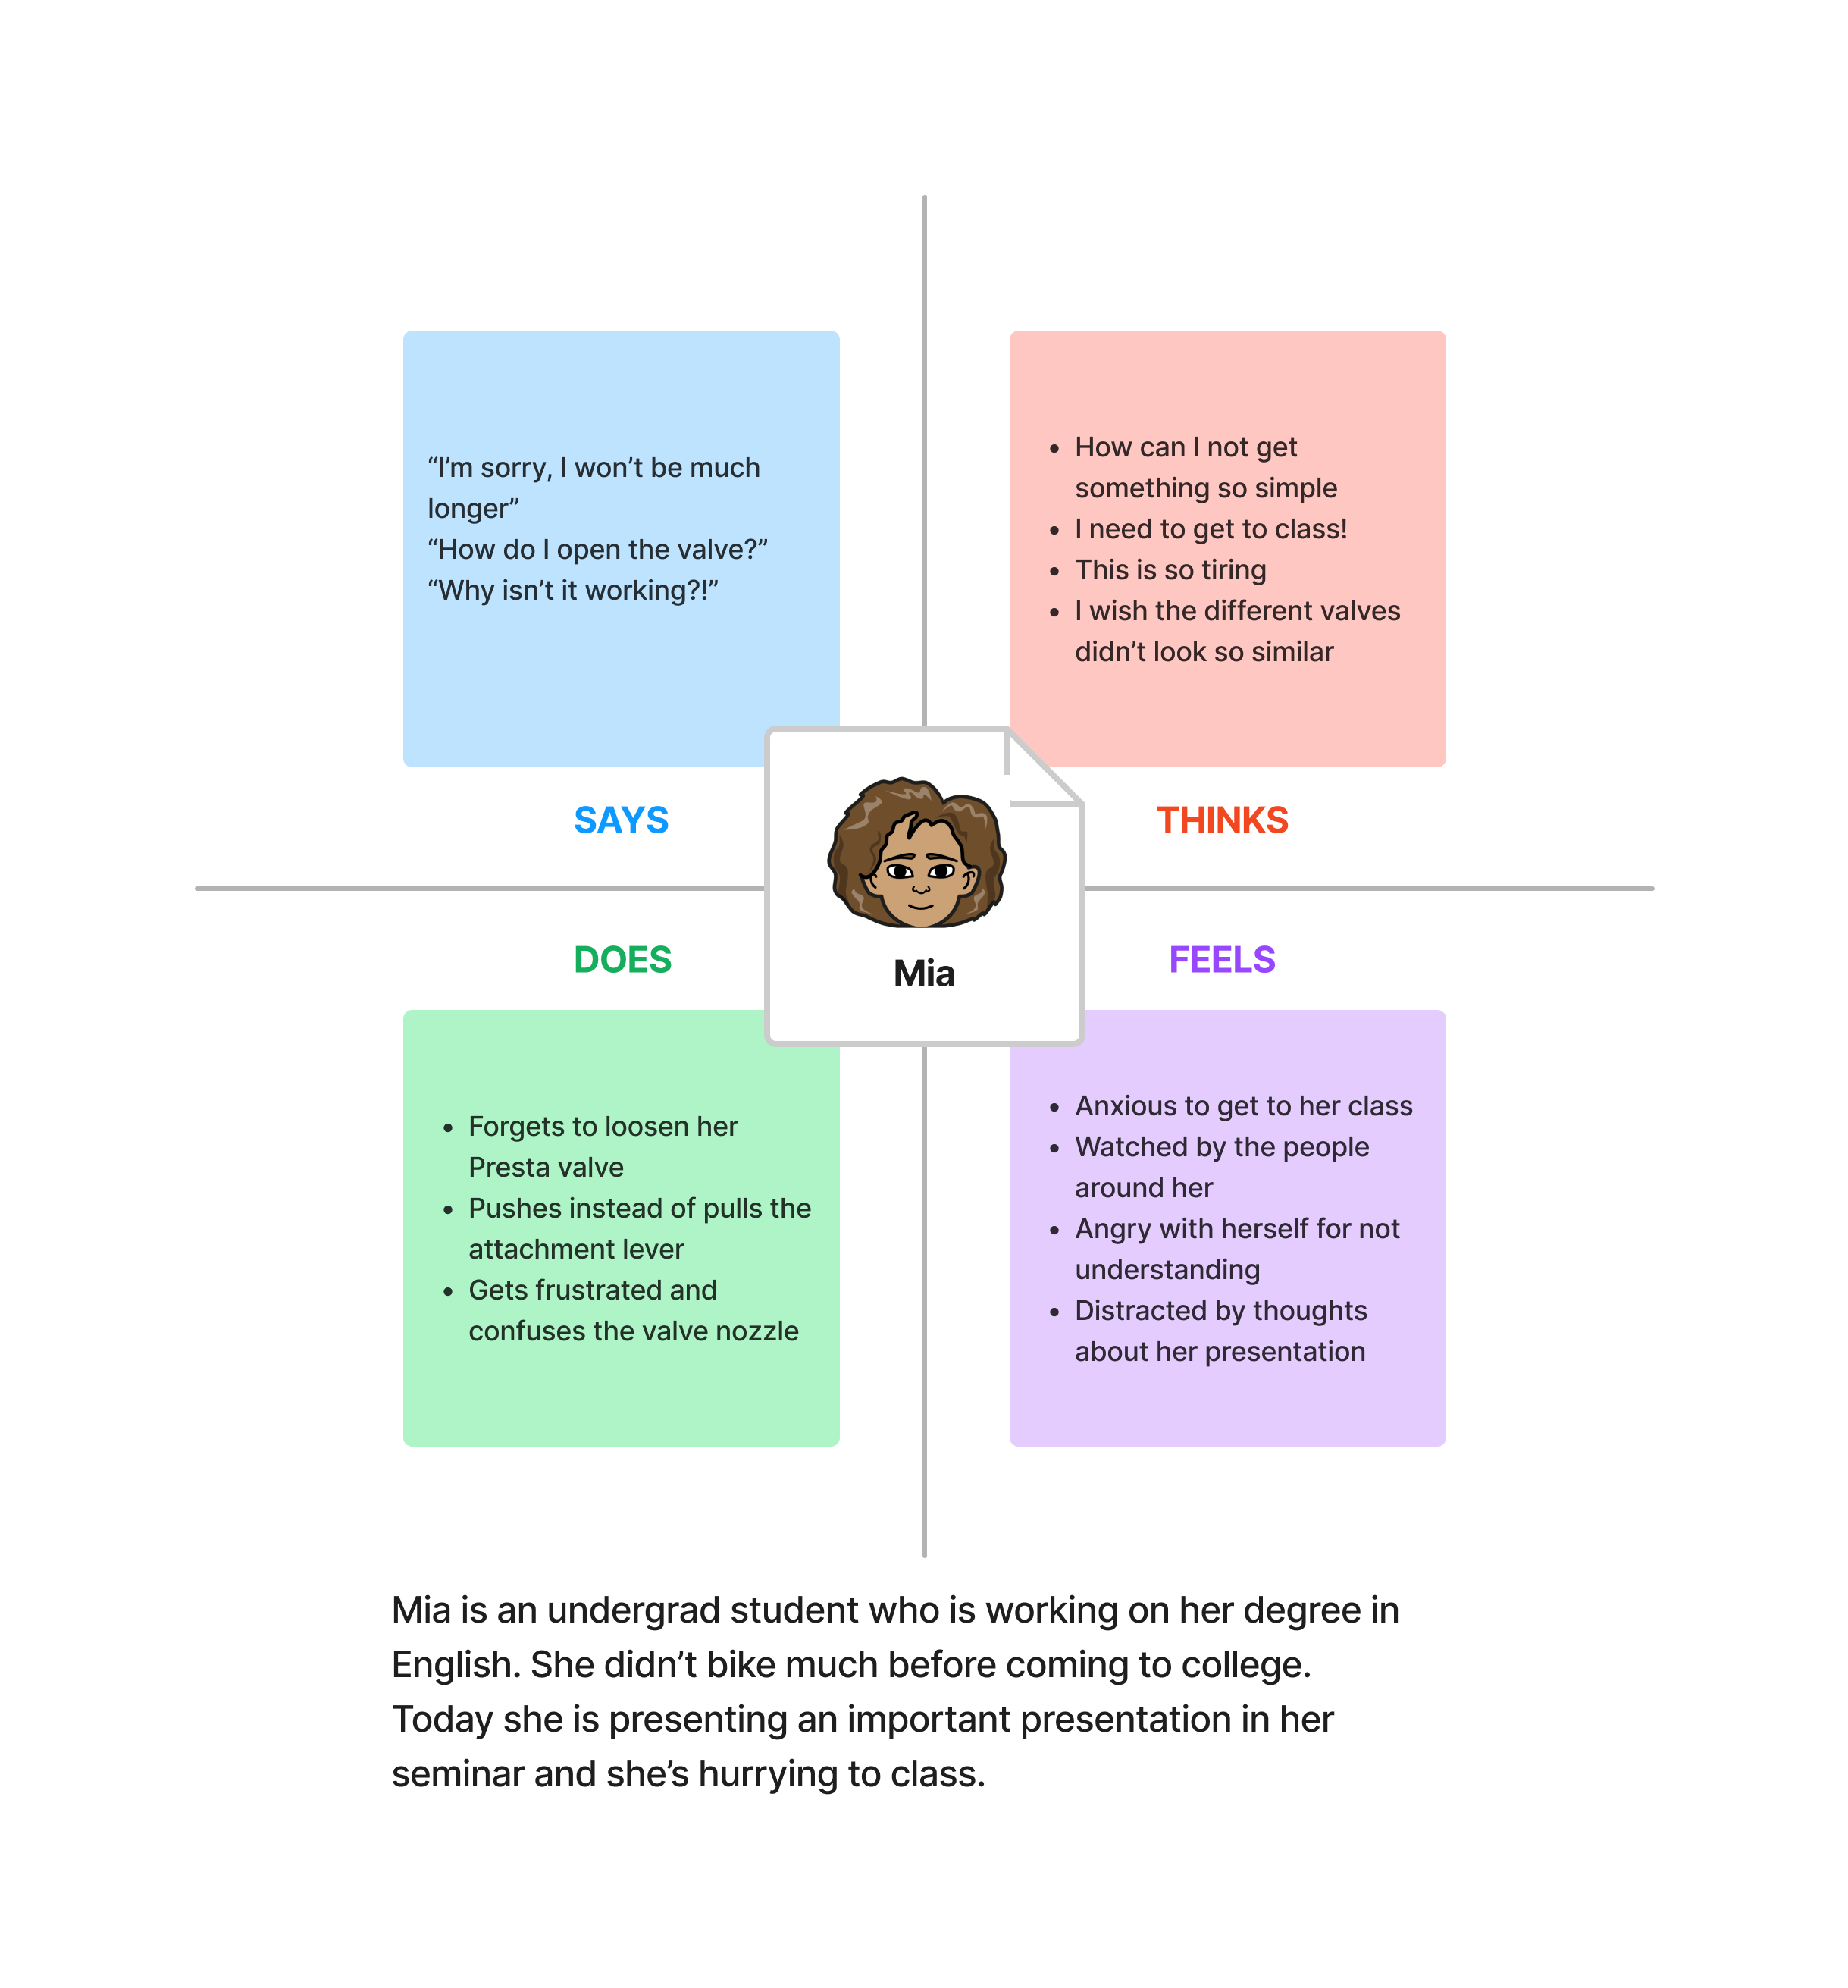 “I’m sorry, I won’t be much
longer”
“How do I open the valve?”
“Why isn’t it working?!”
SAYS
• How can I not get
something so simple
• I need to get to class!
• This is so tiring
• I wish the different valves
didn’t look so similar
THINKS
Mia
DOES
• Forgets to loosen her
Presta valve
• Pushes instead of pulls the
attachment lever
• Gets frustrated and
confuses the valve nozzle
FEELS
• Anxious to get to her class
• Watched by the people
around her
• Angry with herself for not
understanding
• Distracted by thoughts
about her presentation
Mia is an undergrad student who is working on her degree in
English. She didn’t bike much before coming to college.
Today she is presenting an important presentation in her
seminar and she’s hurrying to class.